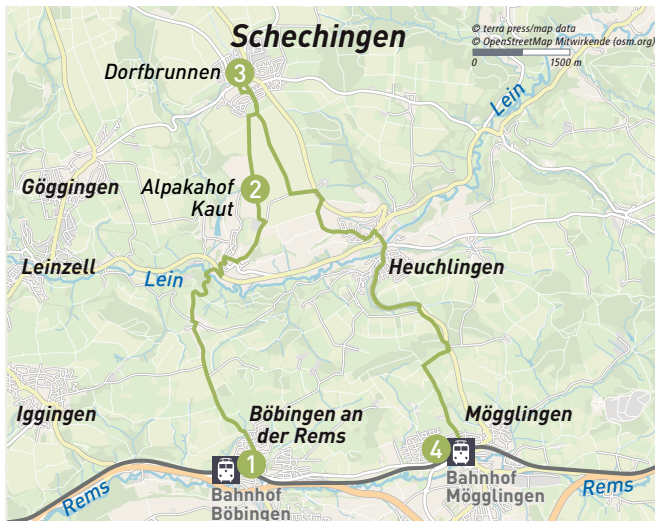 Schechingen
© terra press/map data
© OpenStreetMap Mitwirkende (osm.org)
0 1500 m
Dorfbrunnen 3
Lein
Göggingen
Alpakahof
Kaut
2
Leinzell
Lein
Heuchlingen
Iggingen
Böbingen an
der Rems
Mögglingen
1
4
Bahnhof
Böbingen
Bahnhof
Mögglingen
Rems
Rems